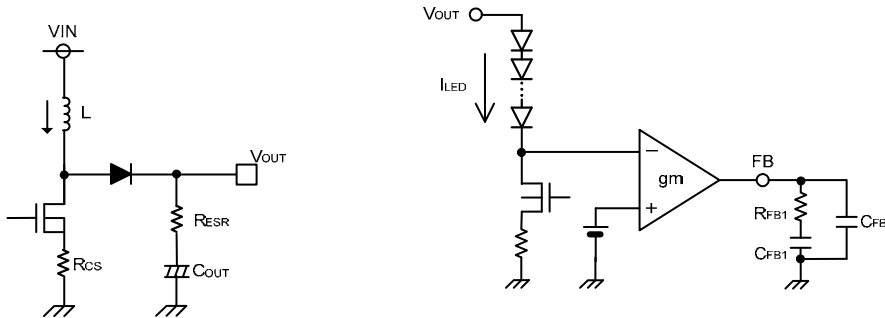 VIN
L
VOUT
RESR
RCS
COUT
VOUT
ILED
−
gm
+
FB
RFB1
CFB1
CFB